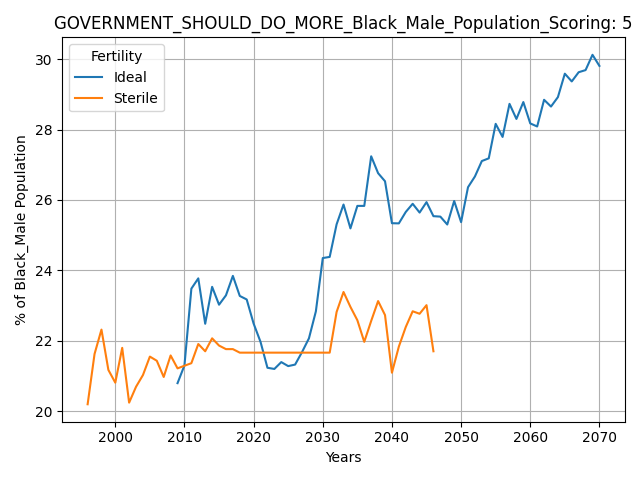 GOVERNMENT_SHOULD_DO_MORE_Black_Male_Population_Scoring: 5
Fertility
Ideal
Sterile
% of Black_Male Population
30
28
26
24
22
20
2000 2010 2020 2030 2040 2050 2060 2070
Years